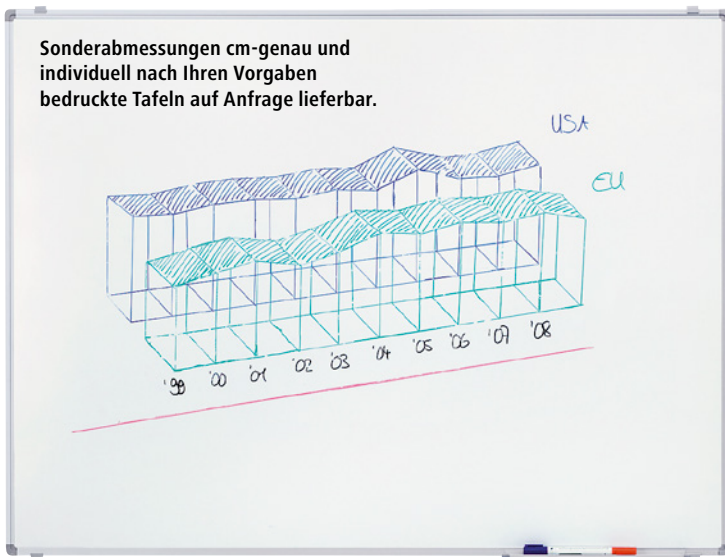 Sonderabmessungen cm-genau und
individuell nach Ihren Vorgaben
bedruckte Tafeln auf Anfrage lieferbar.
USA
EU
'99 '00 '01 '02 '03 '04 '05 '06 '07 '08